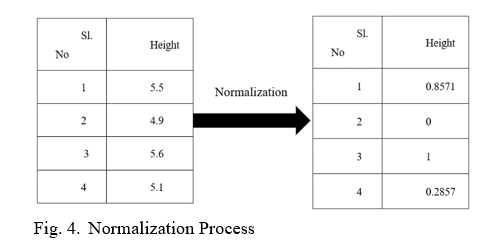 Sl.
No
Height
1 5.5
2 4.9
3 5.6
4 5.1
Normalization
Sl.
No
Height
1 0.8571
2 0
3 1
4 0.2857
Fig. 4. Normalization Process